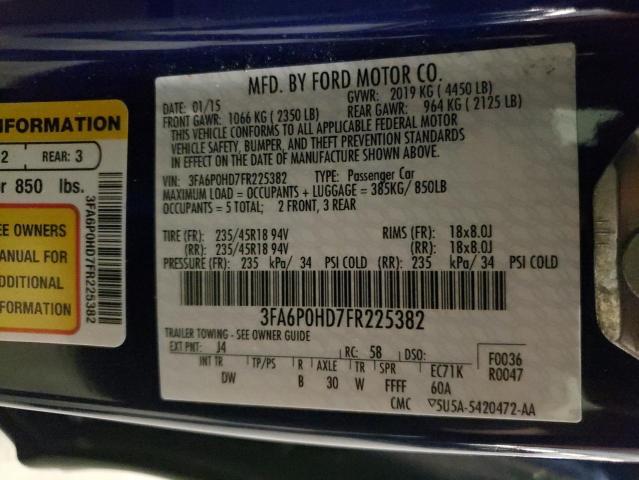 MFD. BY FORD MOTOR CO.
DATE: 01/15 GVWR: 2019 KG ( 4450 LB)
FRONT GAWR: 1066 KG ( 2350 LB) REAR GAWR: 964 KG ( 2125 LB)
THIS VEHICLE CONFORMS TO ALL APPLICABLE FEDERAL MOTOR
VEHICLE SAFETY, BUMPER, AND THEFT PREVENTION STANDARDS
IN EFFECT ON THE DATE OF MANUFACTURE SHOWN ABOVE.
VIN: 3FA6P0HD7FR225382 TYPE: Passenger Car
MAXIMUM LOAD = OCCUPANTS + LUGGAGE = 385KG/ 850LB
OCCUPANTS = 5 TOTAL; 2 FRONT, 3 REAR
TIRE (FR): 235/45R18 94V RIMS (FR): 18x8.0J
(RR): 235/45R18 94V (RR): 18x8.0J
PRESSURE (FR): 235 kPa/ 34 PSI COLD (RR): 235 kPa/ 34 PSI COLD
3FA6P0HD7FR225382
TRAILER TOWING - SEE OWNER GUIDE
EXT PNT: J4 RC: 58 DSO:
INT TR TP/PS R AXLE TR SPR EC71K F0036
DW B 30 W FFFF 60A R0047
CMC ▽5U5A-5420472-AA
INFORMATION
2 REAR: 3
r 850 lbs.
EE OWNERS
ANUAL FOR
DDITIONAL
FORMATION
3FA6P0HD7FR225382